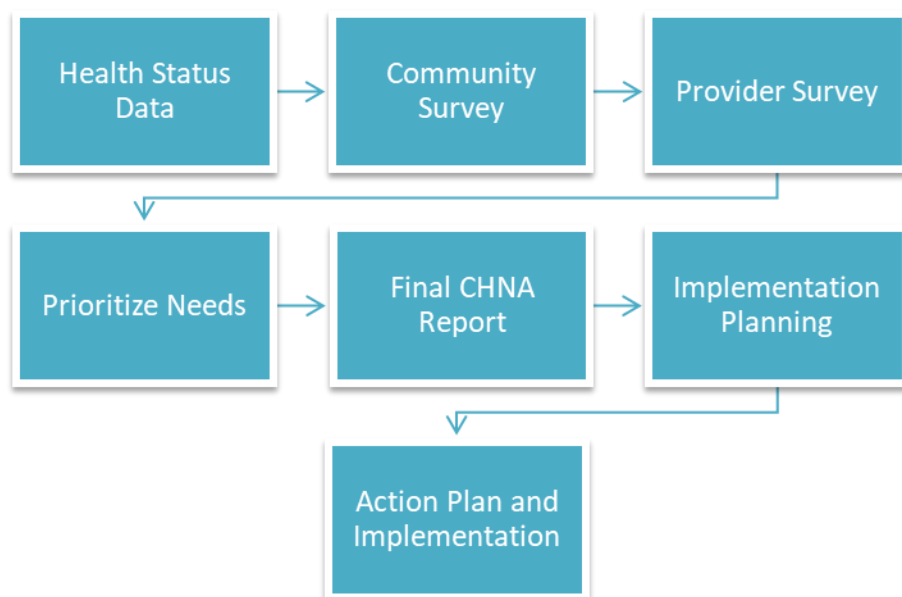 Health Status
Data
Community
Survey
Provider Survey
Prioritize Needs
Final CHNA
Report
Implementation
Planning
Action Plan and
Implementation